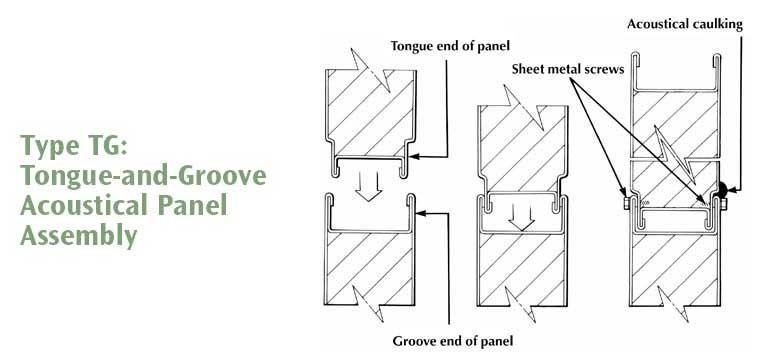 Type TG:
Tongue-and-Groove
Acoustical Panel
Assembly
Tongue end of panel
Groove end of panel
Sheet metal screws
Acoustical caulking